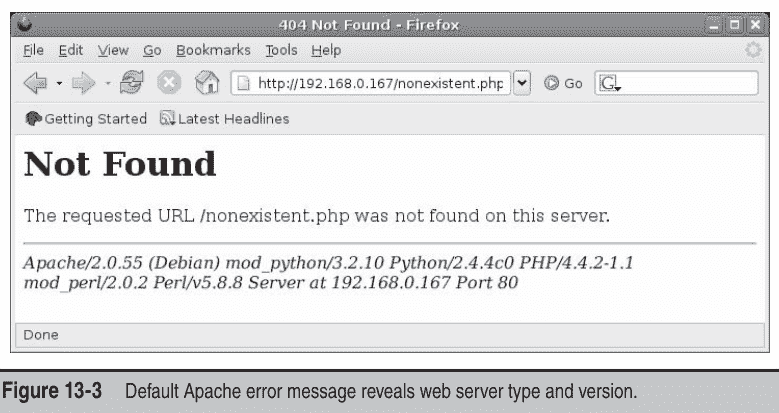 404 Not Found - Firefox
File Edit View Go Bookmarks Tools Help
http://192.168.0.167/nonexistent.php Go G
Getting Started Latest Headlines
Not Found
The requested URL /nonexistent.php was not found on this server.
Apache/2.0.55 (Debian) mod_python/3.2.10 Python/2.4.4c0 PHP/4.4.2-1.1
mod_perl/2.0.2 Perl/v5.8.8 Server at 192.168.0.167 Port 80
Done
Figure 13-3 Default Apache error message reveals web server type and version.